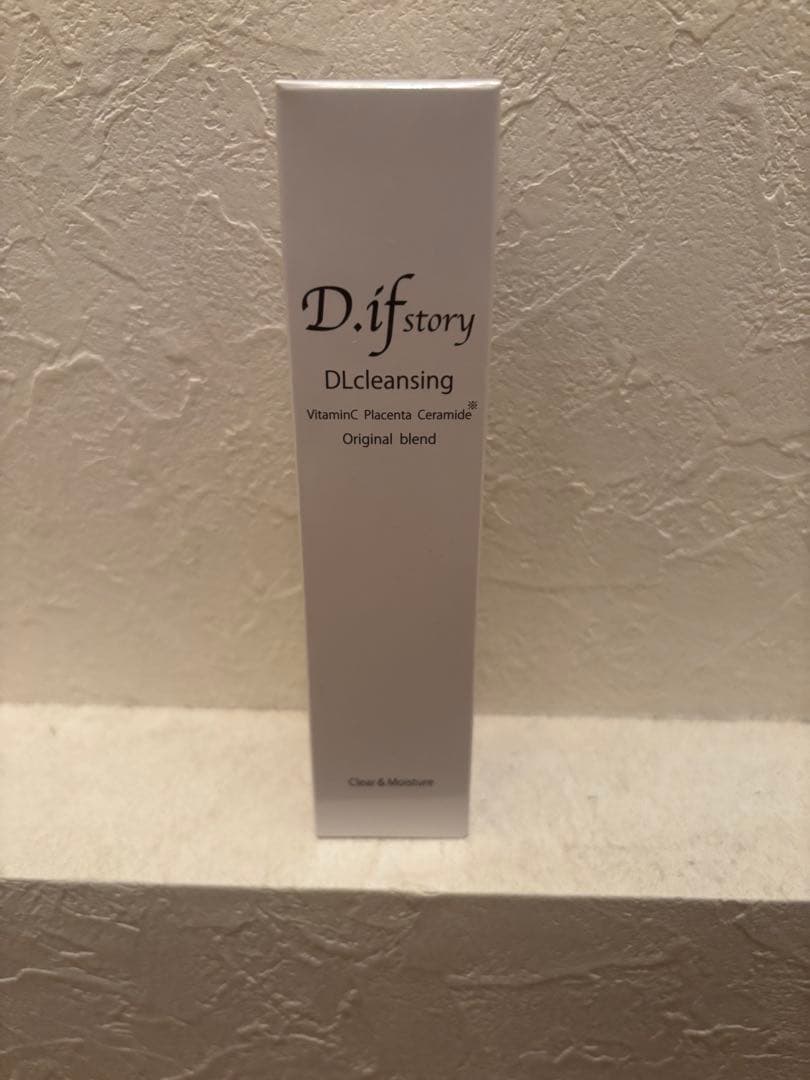 D.if story
DLcleansing
VitaminC Placenta Ceramide※
Original blend
Clear & Moisture